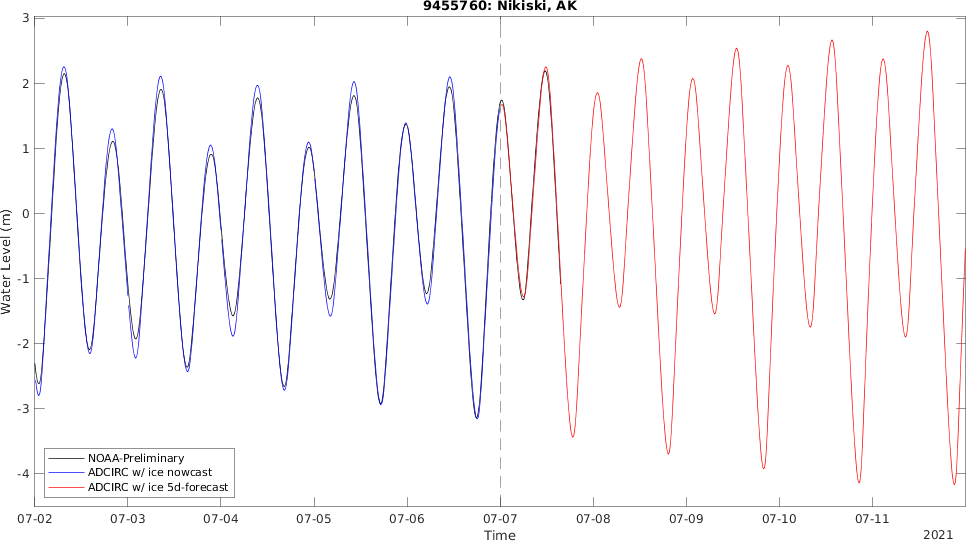 9455760: Nikiski, AK
3
2
1
0
-1
-2
-3
-4
Water Level (m)
NOAA-Preliminary
ADCIRC w/ ice nowcast
ADCIRC w/ ice 5d-forecast
07-02 07-03 07-04 07-05 07-06 07-07 07-08 07-09 07-10 07-11
Time
2021